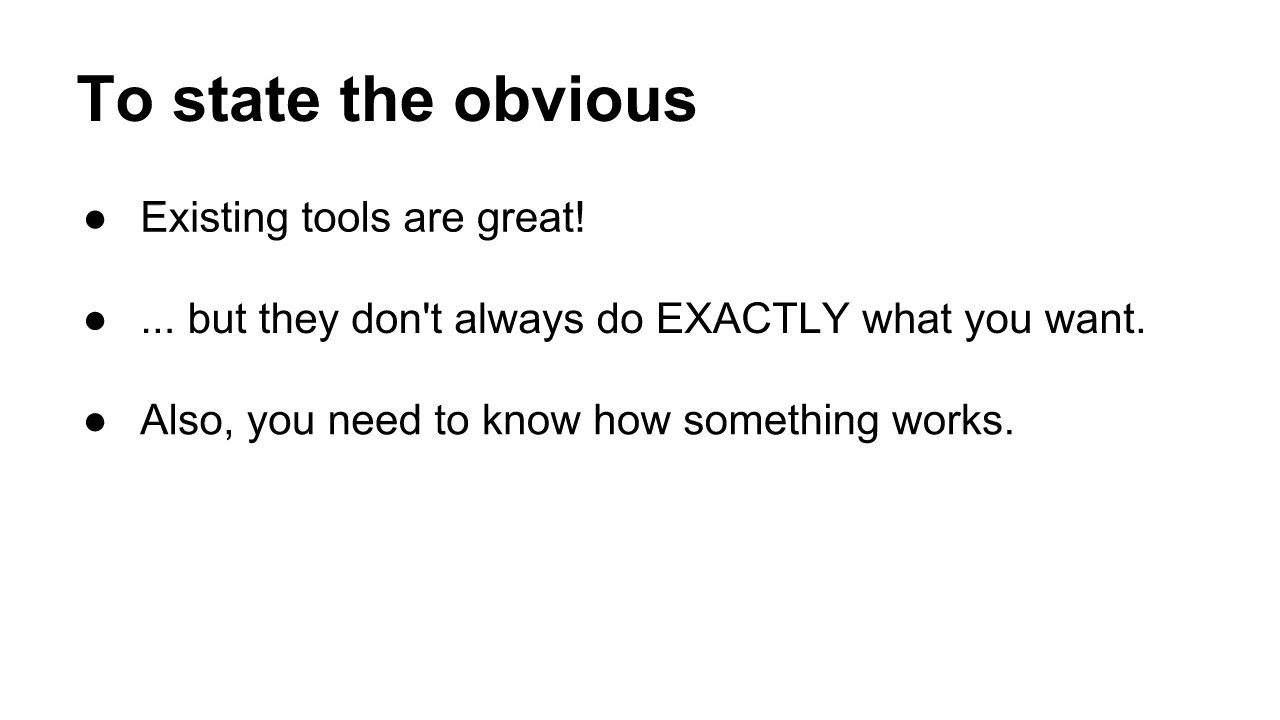 To state the obvious
● Existing tools are great!
● ... but they don't always do EXACTLY what you want.
● Also, you need to know how something works.